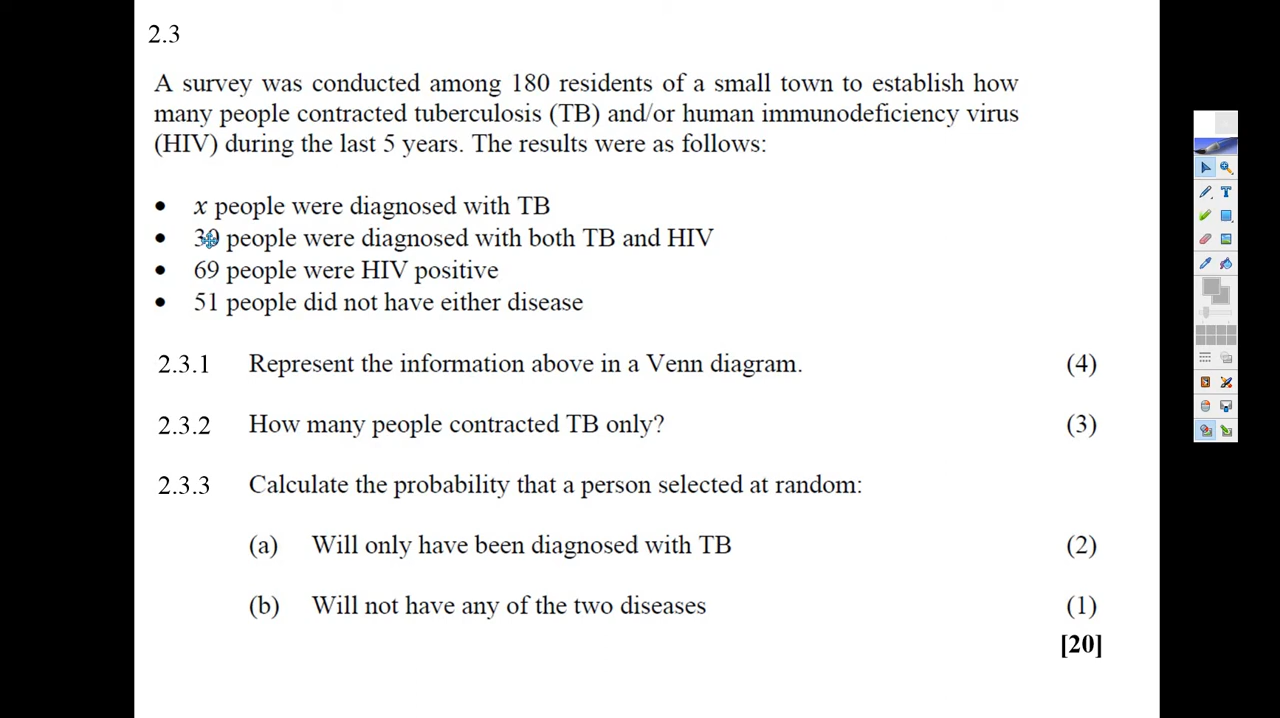 2.3
A survey was conducted among 180 residents of a small town to establish how
many people contracted tuberculosis (TB) and/or human immunodeficiency virus
(HIV) during the last 5 years. The results were as follows:
• x people were diagnosed with TB
• 30 people were diagnosed with both TB and HIV
• 69 people were HIV positive
• 51 people did not have either disease
2.3.1 Represent the information above in a Venn diagram. (4)
2.3.2 How many people contracted TB only? (3)
2.3.3 Calculate the probability that a person selected at random:
(a) Will only have been diagnosed with TB (2)
(b) Will not have any of the two diseases (1)
[20]